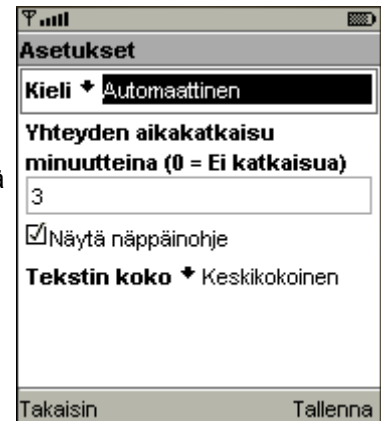 Asetukset
Kieli Automaattinen
Yhteyden aikakatkaisu
minuutteina (0 = Ei katkaisua)
3
Näytä näppäinohje
Tekstin koko Keskikokoinen
Takaisin Tallenna